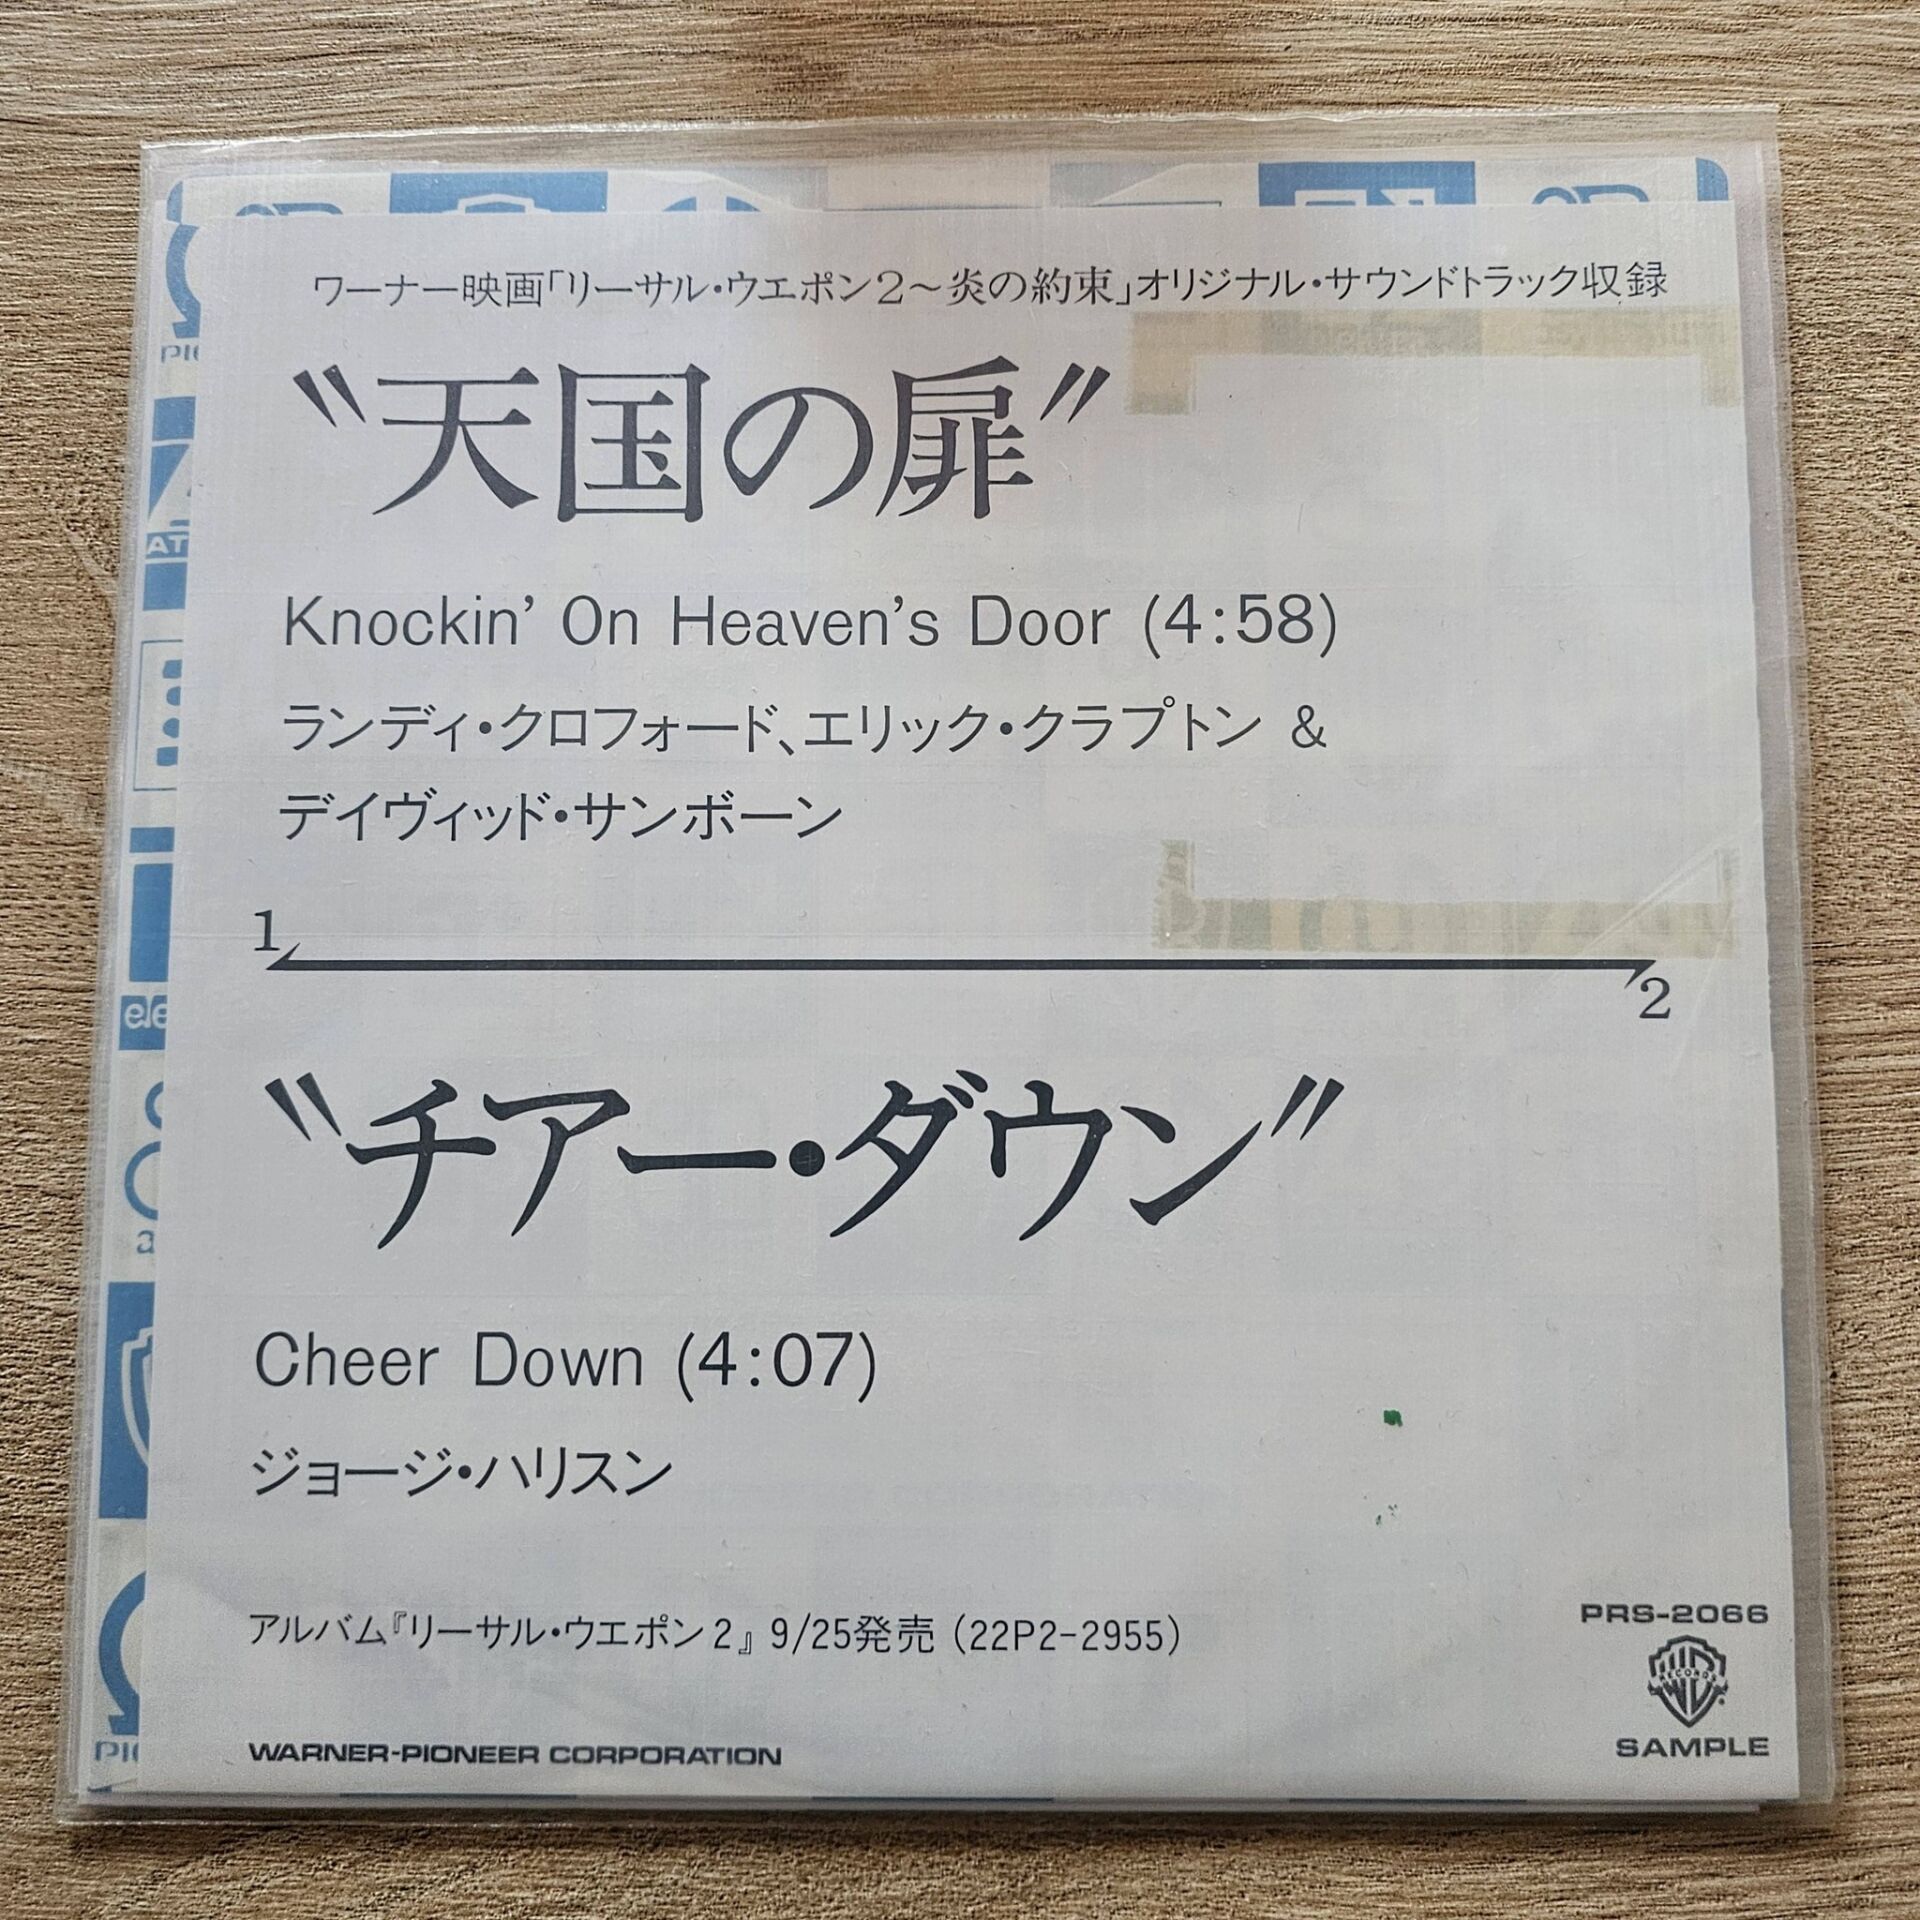 ワーナー映画「リーサル・ウエポン2〜炎の約束」オリジナル・サウンドトラック収録
〝天国の扉〞
Knockin' On Heaven's Door (4:58)
ランディ・クロフォード、エリック・クラプトン &
デイヴィッド・サンボーン
1
2
〝チアー・ダウン〞
Cheer Down (4:07)
ジョージ・ハリスン
アルバム『リーサル・ウエポン2』9/25発売 (22P2-2955)
PRS-2066
RECORDS
SAMPLE
WARNER-PIONEER CORPORATION